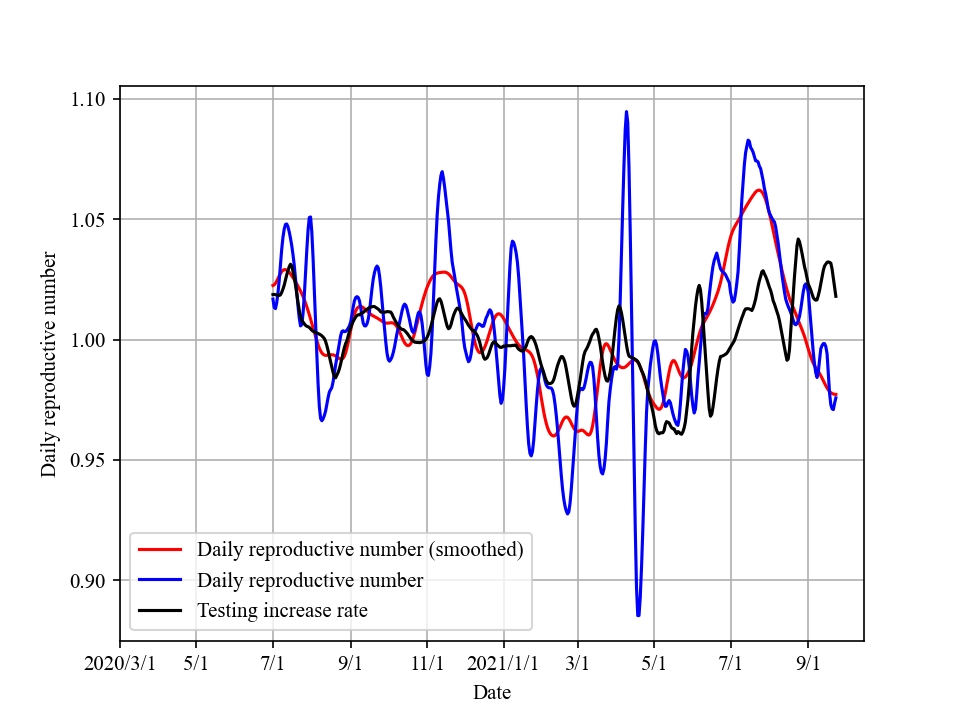 Daily reproductive number
1.10
1.05
1.00
0.95
0.90
Daily reproductive number (smoothed)
Daily reproductive number
Testing increase rate
2020/3/1 5/1 7/1 9/1 11/1 2021/1/1 3/1 5/1 7/1 9/1
Date